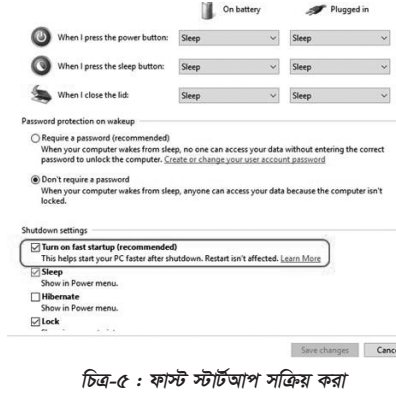 On battery Plugged in
When I press the power button: Sleep Sleep
When I press the sleep button: Sleep Sleep
When I close the lid: Sleep Sleep
Password protection on wakeup
Require a password (recommended)
When your computer wakes from sleep, no one can access your data without entering the correct
password to unlock the computer. Create or change your user account password
Don't require a password
When your computer wakes from sleep, anyone can access your data because the computer isn't
locked.
Shutdown settings
Turn on fast startup (recommended)
This helps start your PC faster after shutdown. Restart isn't affected. Learn More
Sleep
Show in Power menu.
Hibernate
Show in Power menu.
Lock
Save changes Canc
চিত্র-৫ : ফাস্ট স্টার্টআপ সক্রিয় করা